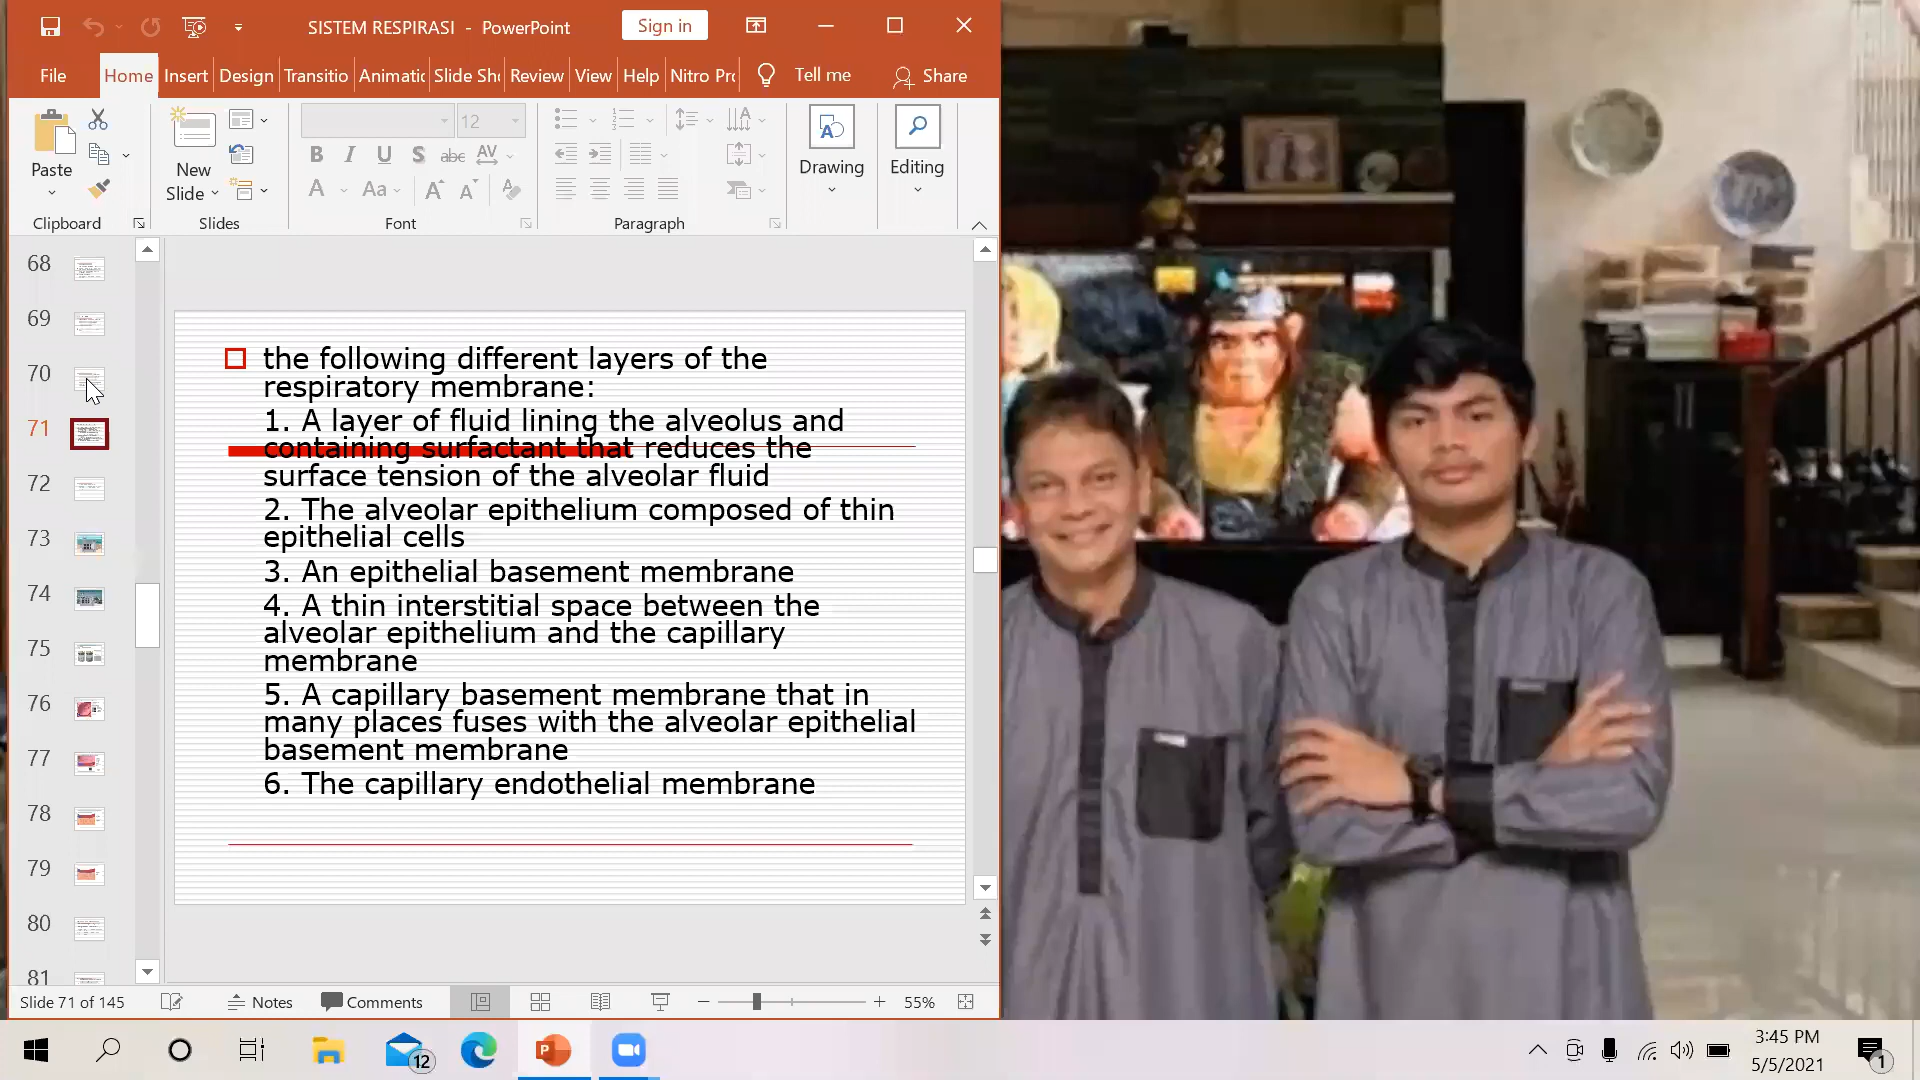 SISTEM RESPIRASI - PowerPoint
Sign in
File
Home
Insert
Design
Transitio
Animatic
Slide Sh
Review
View
Help
Nitro Pr
Tell me
Share
Paste
New
Slide
12
B I U S abc AV
A Aa A A
Drawing
Editing
Clipboard
Slides
Font
Paragraph
68
69
70
71
72
73
74
75
76
77
78
79
80
81
the following different layers of the
respiratory membrane:
1. A layer of fluid lining the alveolus and
containing surfactant that reduces the
surface tension of the alveolar fluid
2. The alveolar epithelium composed of thin
epithelial cells
3. An epithelial basement membrane
4. A thin interstitial space between the
alveolar epithelium and the capillary
membrane
5. A capillary basement membrane that in
many places fuses with the alveolar epithelial
basement membrane
6. The capillary endothelial membrane
Slide 71 of 145
Notes
Comments
55%
12
3:45 PM
5/5/2021
1